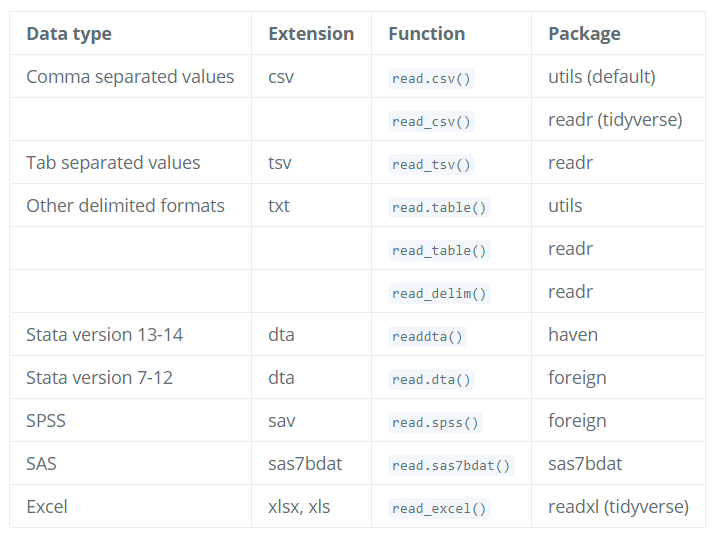 Data type Extension Function Package
Comma separated values csv read.csv() utils (default)
read_csv() readr (tidyverse)
Tab separated values tsv read_tsv() readr
Other delimited formats txt read.table() utils
read_table() readr
read_delim() readr
Stata version 13-14 dta readdta() haven
Stata version 7-12 dta read.dta() foreign
SPSS sav read.spss() foreign
SAS sas7bdat read.sas7bdat() sas7bdat
Excel xlsx, xls read_excel() readxl (tidyverse)